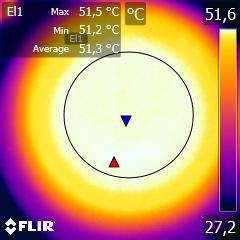 El1 Max 51,5 °C °C 51,6
Min 51,2 °C
El1
Average 51,3 °C
FLIR 27,2